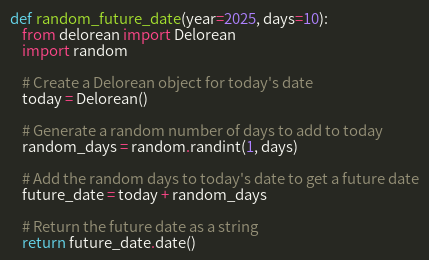 def random_future_date(year=2025, days=10):
from delorean import Delorean
import random
# Create a Delorean object for today's date
today = Delorean()
# Generate a random number of days to add to today
random_days = random.randint(1, days)
# Add the random days to today's date to get a future date
future_date = today + random_days
# Return the future date as a string
return future_date.date()